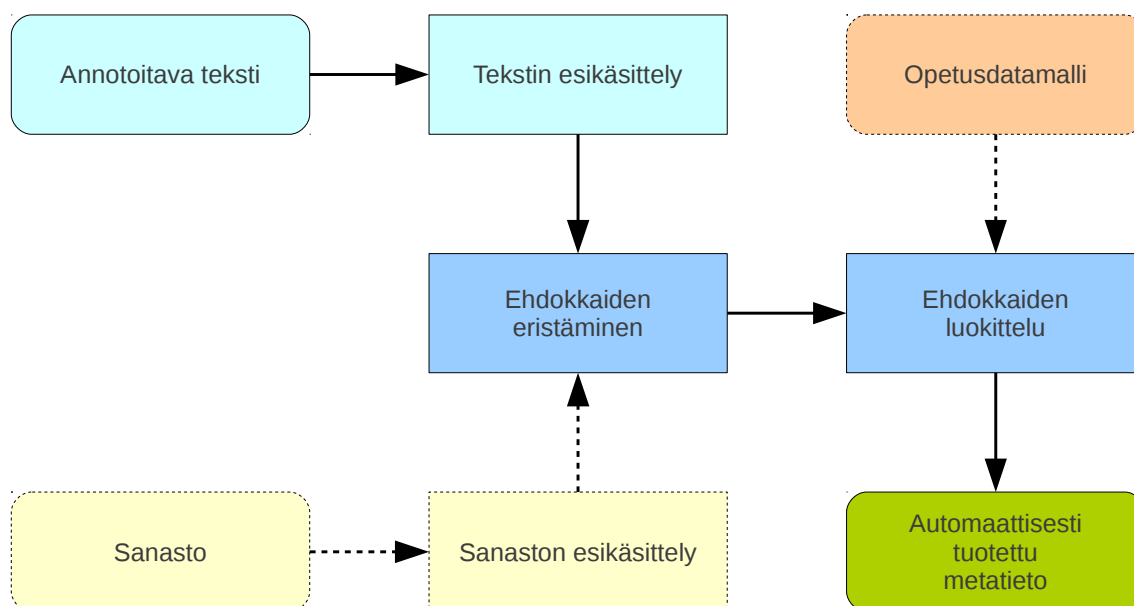 Annotoitava teksti
Tekstin esikäsittely
Opetusdatamalli
Ehdokkaiden
eristäminen
Ehdokkaiden
luokittelu
Sanasto
Sanaston esikäsittely
Automaattisesti
tuotettu
metatieto